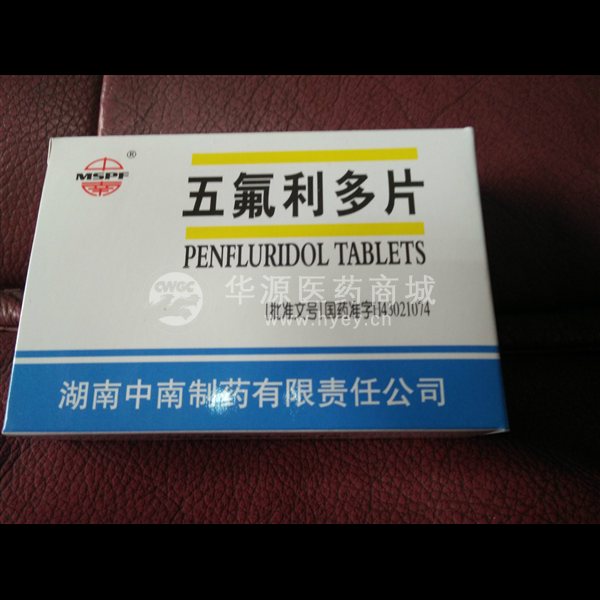 MSPF
®
五氟利多片
PENFLURIDOL TABLETS
CWGC 华源医药商城
[批准文号]国药准字H43021074
www.hyey.cn
湖南中南制药有限责任公司